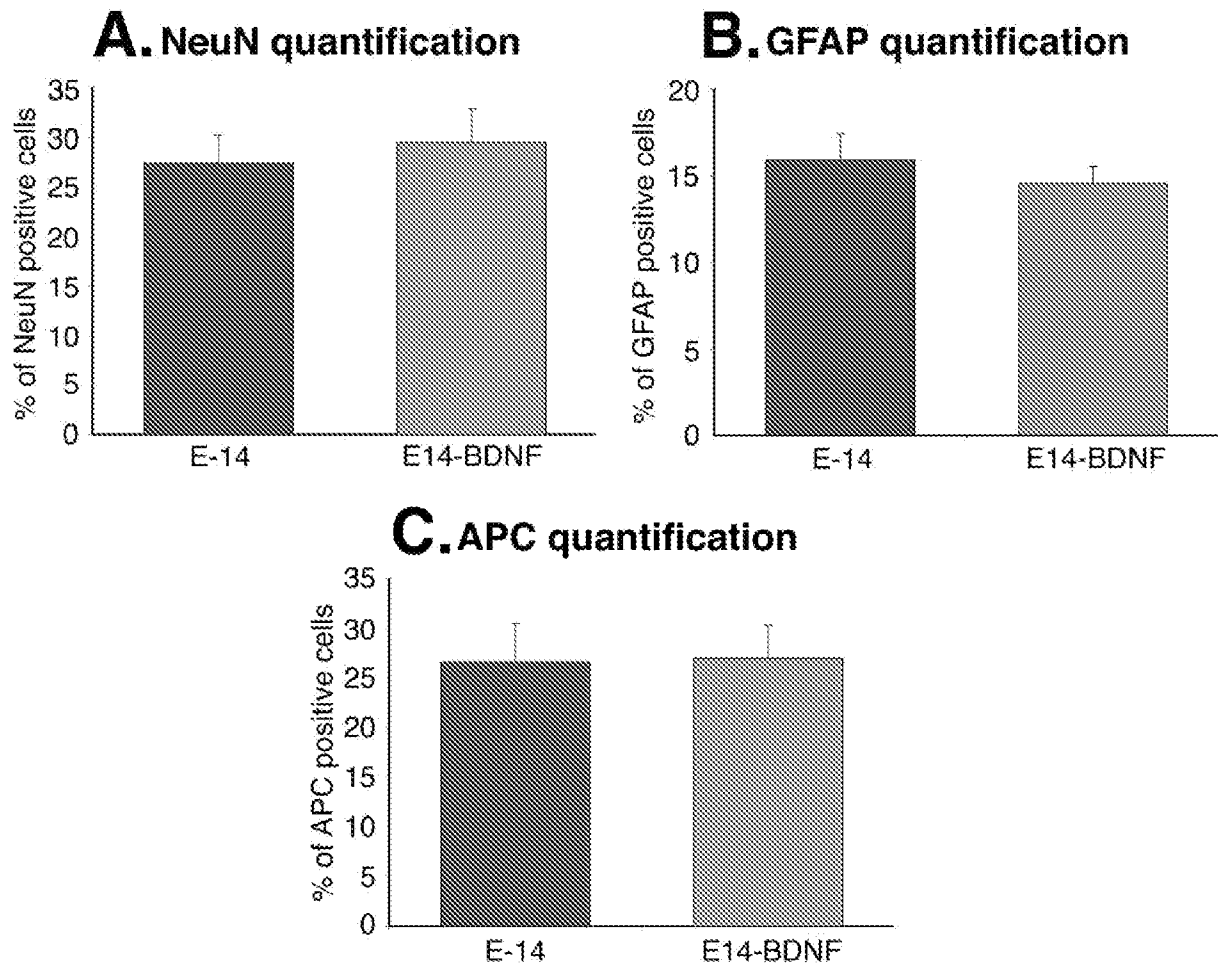 A. NeuN quantification
% of NeuN positive cells
35
30
25
20
15
10
5
0
E-14 E14-BDNF
B. GFAP quantification
% of GFAP positive cells
20
15
10
5
0
E-14 E14-BDNF
C. APC quantification
% of APC positive cells
35
30
25
20
15
10
5
0
E-14 E14-BDNF